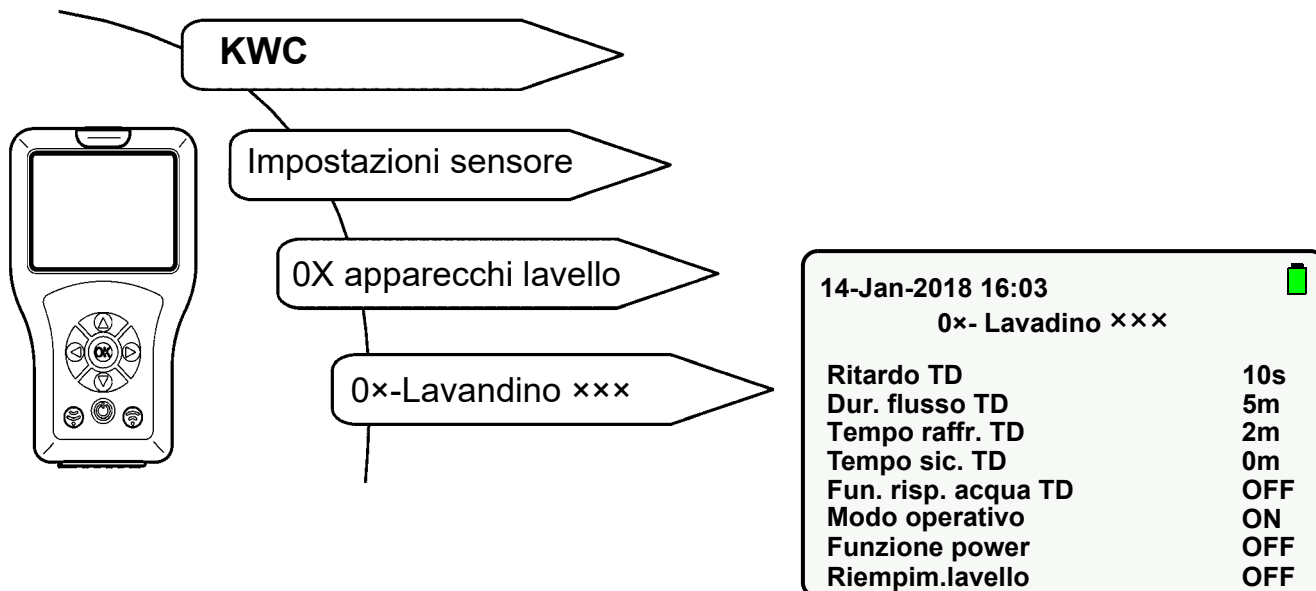 KWC
Impostazioni sensore
0X apparecchi lavello
0×-Lavandino ×××
OK
14-Jan-2018 16:03
0×- Lavadino ×××
Ritardo TD 10s
Dur. flusso TD 5m
Tempo raffr. TD 2m
Tempo sic. TD 0m
Fun. risp. acqua TD OFF
Modo operativo ON
Funzione power OFF
Riempim.lavello OFF